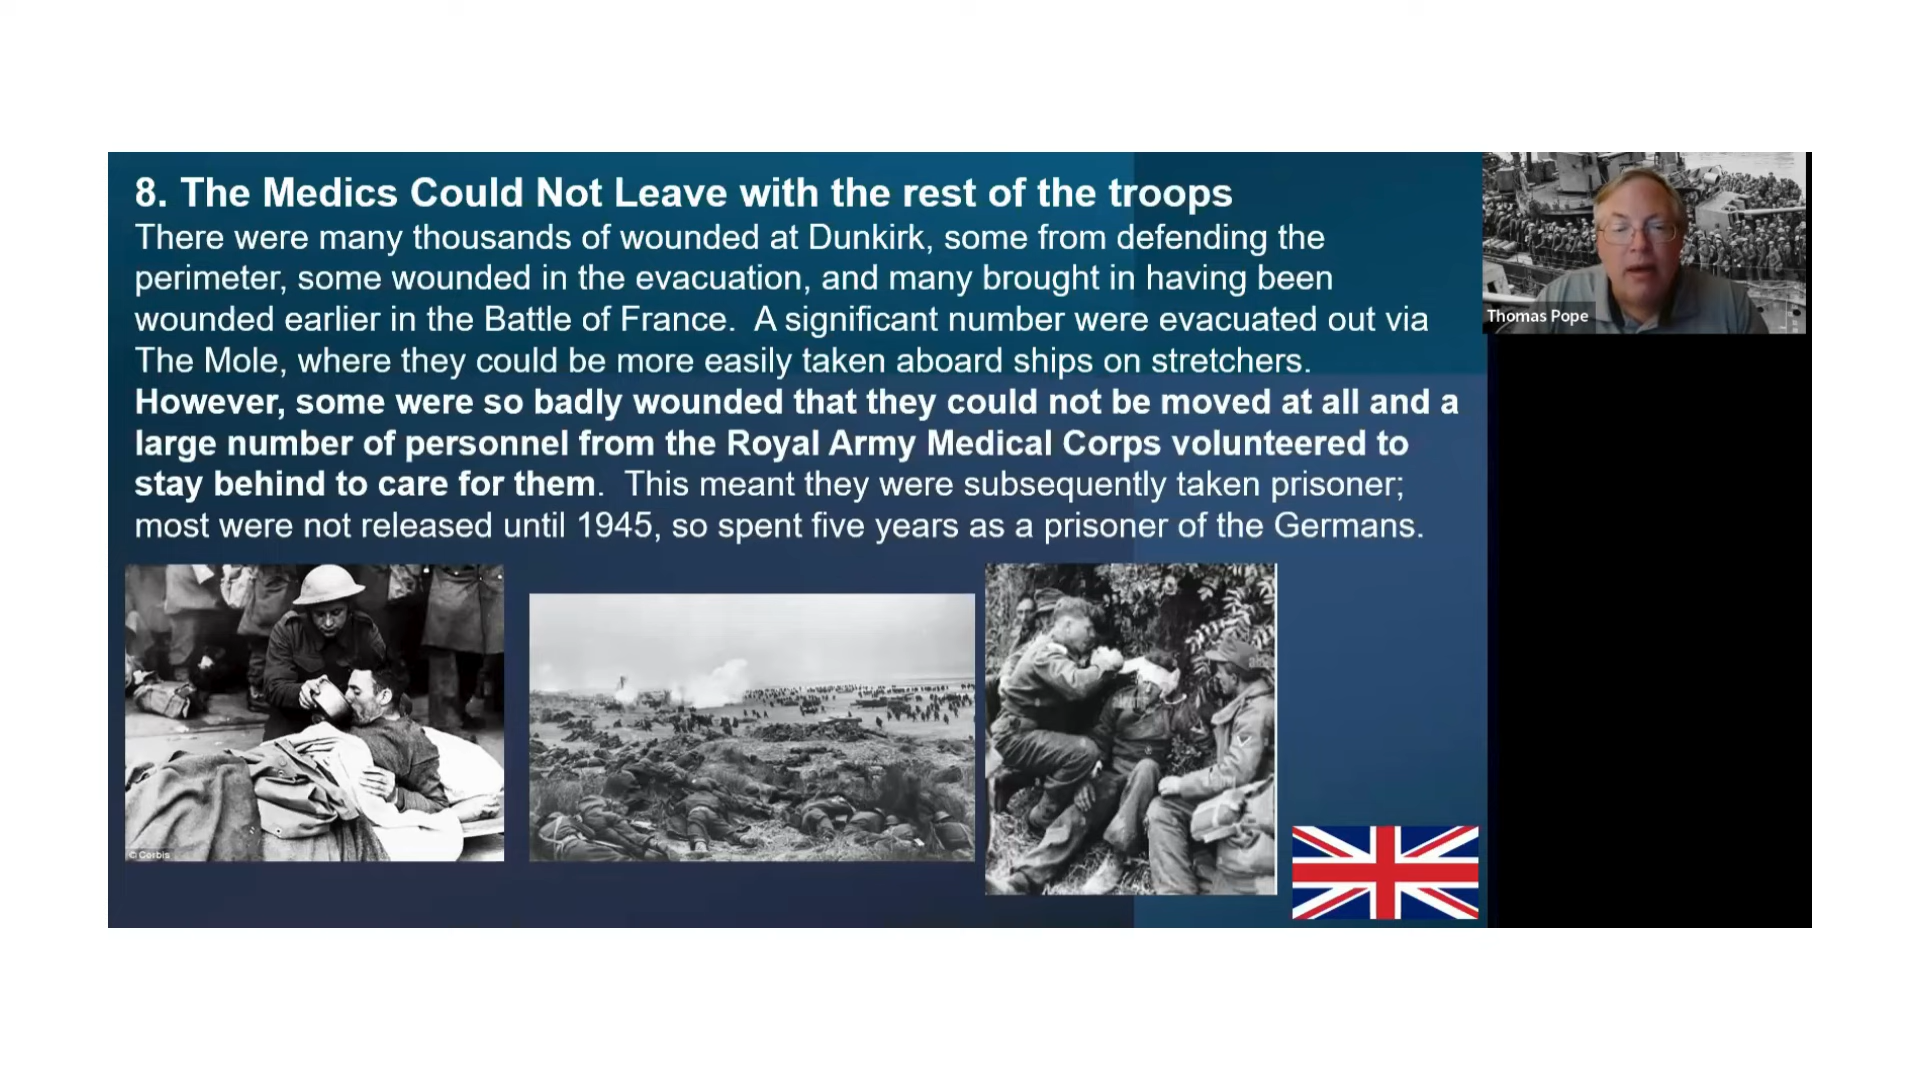 8. The Medics Could Not Leave with the rest of the troops
There were many thousands of wounded at Dunkirk, some from defending the
perimeter, some wounded in the evacuation, and many brought in having been
wounded earlier in the Battle of France.  A significant number were evacuated out via
The Mole, where they could be more easily taken aboard ships on stretchers.
However, some were so badly wounded that they could not be moved at all and a
large number of personnel from the Royal Army Medical Corps volunteered to
stay behind to care for them.  This meant they were subsequently taken prisoner;
most were not released until 1945, so spent five years as a prisoner of the Germans.
Thomas Pope
© Corbis